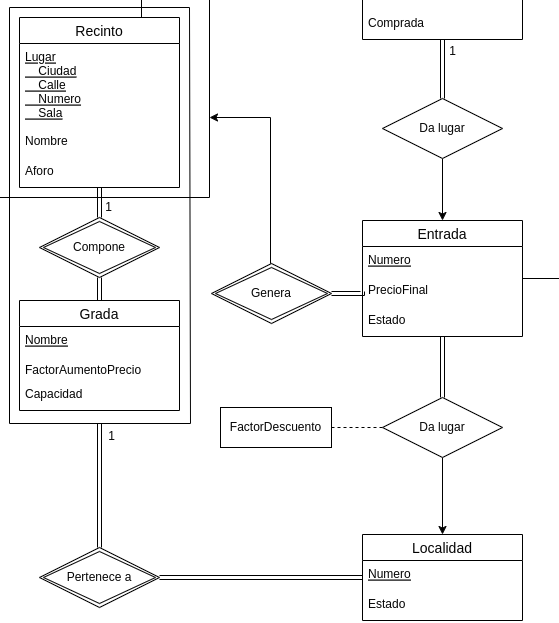 Recinto
Lugar
Ciudad
Calle
Numero
Sala
Nombre
Aforo
1
Compone
Grada
Nombre
FactorAumentoPrecio
Capacidad
1
Pertenece a
Comprada
1
Da lugar
Genera
Entrada
Numero
PrecioFinal
Estado
FactorDescuento
Da lugar
Localidad
Numero
Estado